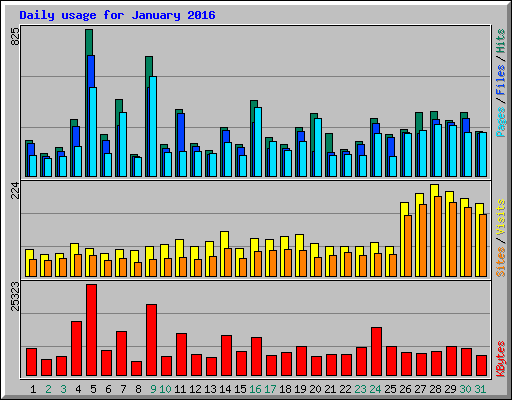 Daily usage for January 2016
825
224
25323
Pages / Files / Hits
Sites / Visits
KBytes
1 2 3 4 5 6 7 8 9 10 11 12 13 14 15 16 17 18 19 20 21 22 23 24 25 26 27 28 29 30 31